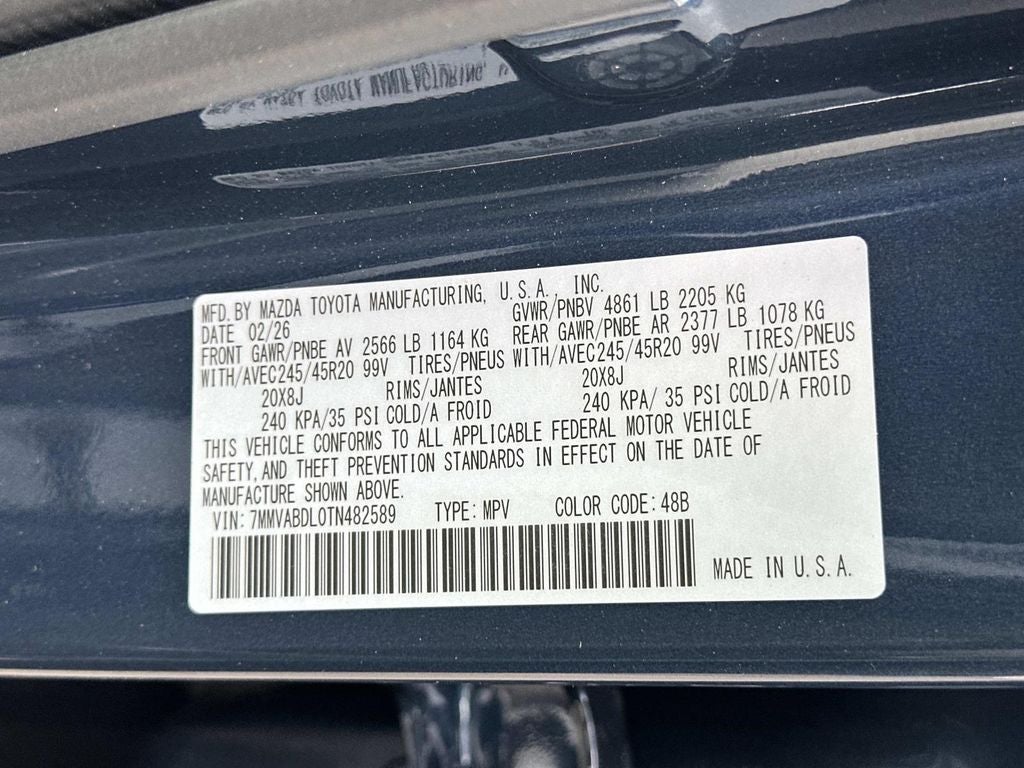 MFD. BY MAZDA TOYOTA MANUFACTURING, U.S.A. INC.
DATE 02/26 GVWR/PNBV 4861 LB 2205 KG
FRONT GAWR/PNBE AV 2566 LB 1164 KG REAR GAWR/PNBE AR 2377 LB 1078 KG
WITH/AVEC245/45R20 99V TIRES/PNEUS WITH/AVEC245/45R20 99V TIRES/PNEUS
20X8J RIMS/JANTES 20X8J RIMS/JANTES
240 KPA/35 PSI COLD/A FROID 240 KPA/ 35 PSI COLD/A FROID
THIS VEHICLE CONFORMS TO ALL APPLICABLE FEDERAL MOTOR VEHICLE
SAFETY, AND THEFT PREVENTION STANDARDS IN EFFECT ON THE DATE OF
MANUFACTURE SHOWN ABOVE.
VIN: 7MMVABDL0TN482589 TYPE: MPV COLOR CODE: 48B
MADE IN U.S.A.